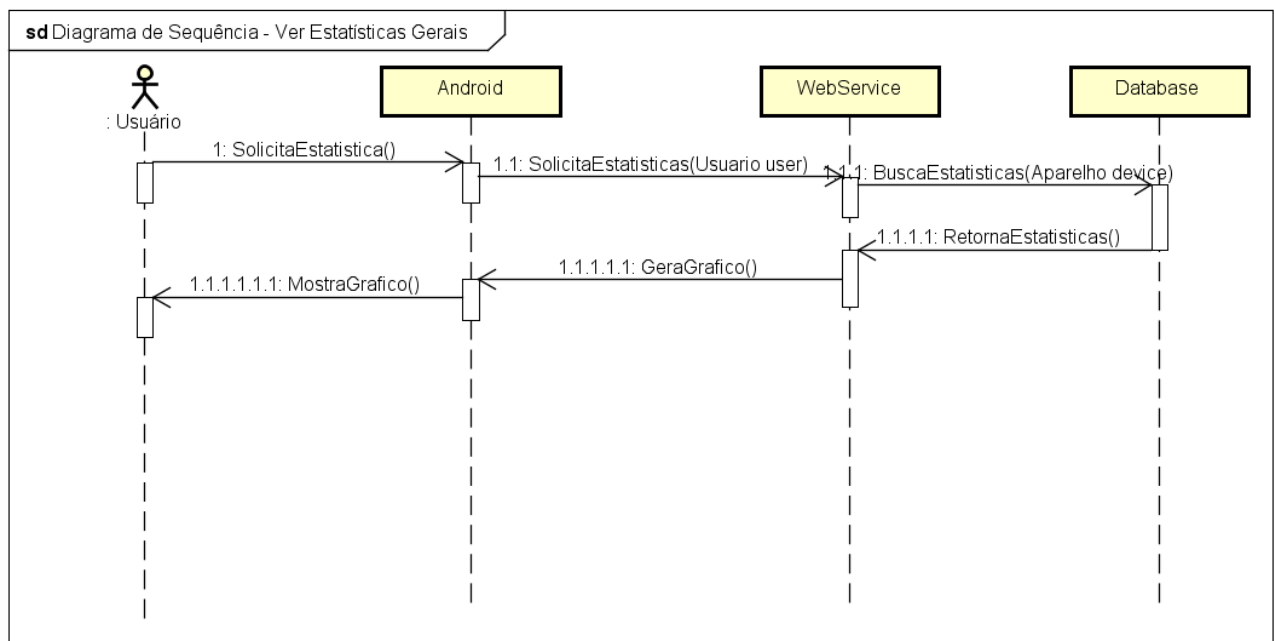 sd Diagrama de Sequência - Ver Estatísticas Gerais
: Usuário
Android
WebService
Database
1: SolicitaEstatistica()
1.1: SolicitaEstatisticas(Usuario user)
1.1.1: BuscaEstatisticas(Aparelho device)
1.1.1.1: RetornaEstatisticas()
1.1.1.1.1: GeraGrafico()
1.1.1.1.1.1: MostraGrafico()